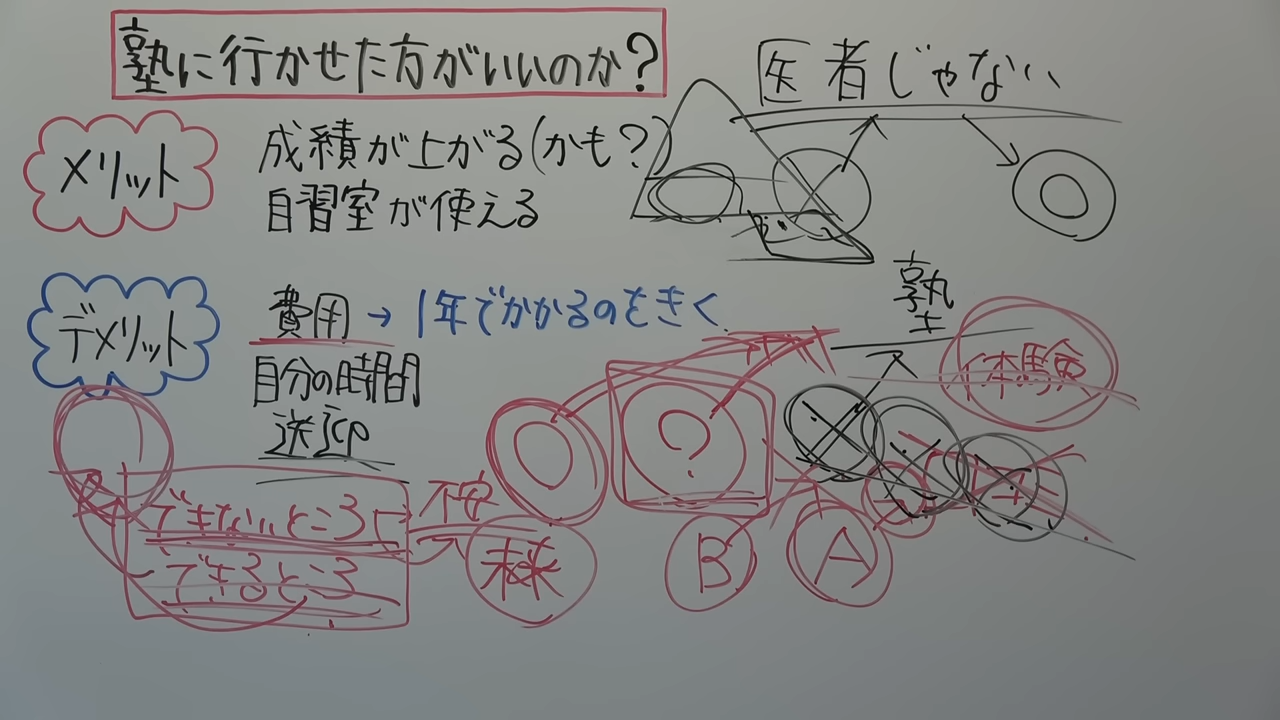 塾に行かせた方がいいのか?
医者じゃない
メリット
成績が上がる(かも?)
自習室が使える
デメリット
費用 → 1年でかかるのをきく
自分の時間
送迎
塾
体験
?
できないところ
できるところ
不安
未来
B
A